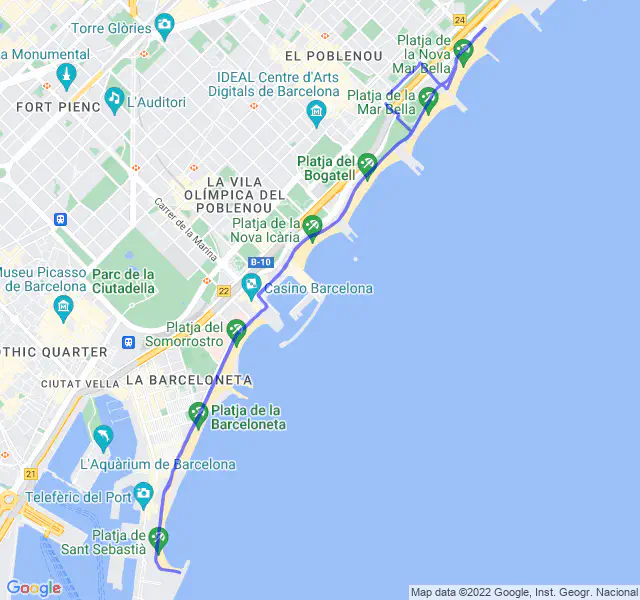 Torre Glòries
24
Platja de
la Nova
Mar Bella
a Monumental
EL POBLENOU
IDEAL Centre d'Arts
Digitals de Barcelona
FORT PIENC
L'Auditori
Platja de la
Mar Bella
Platja del
Bogatell
LA VILA
OLÍMPICA DEL
POBLENOU
Carrer de la Marina
Platja de la
Nova Icària
B-10
Museu Picasso
de Barcelona
Parc de la
Ciutadella
22
Casino Barcelona
Platja del
Somorrostro
OTHIC QUARTER
CIUTAT VELLA
LA BARCELONETA
Platja de la
Barceloneta
L'Aquàrium de Barcelona
21
Telefèric del Port
Platja de
Sant Sebastià
Google
Map data ©2022 Google, Inst. Geogr. Nacional